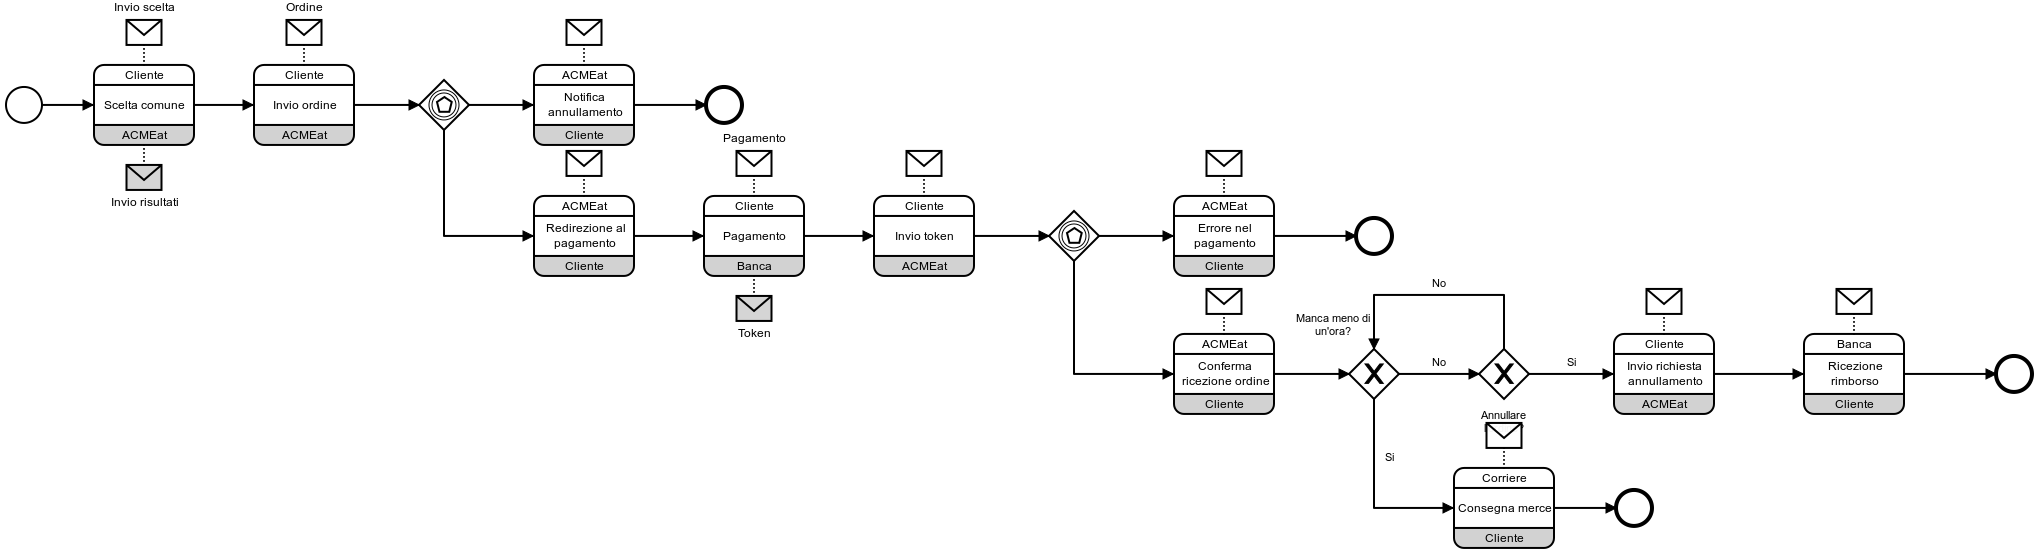 Invio scelta
Cliente
Scelta comune
ACMEat
Invio risultati
Ordine
Cliente
Invio ordine
ACMEat
ACMEat
Notifica
annullamento
Cliente
ACMEat
Redirezione al
pagamento
Cliente
Pagamento
Cliente
Pagamento
Banca
Token
Cliente
Invio token
ACMEat
ACMEat
Errore nel
pagamento
Cliente
ACMEat
Conferma
ricezione ordine
Cliente
Manca meno di
un'ora?
No
No
Si
Si
Annullare
Cliente
Invio richiesta
annullamento
ACMEat
Banca
Ricezione
rimborso
Cliente
Corriere
Consegna merce
Cliente